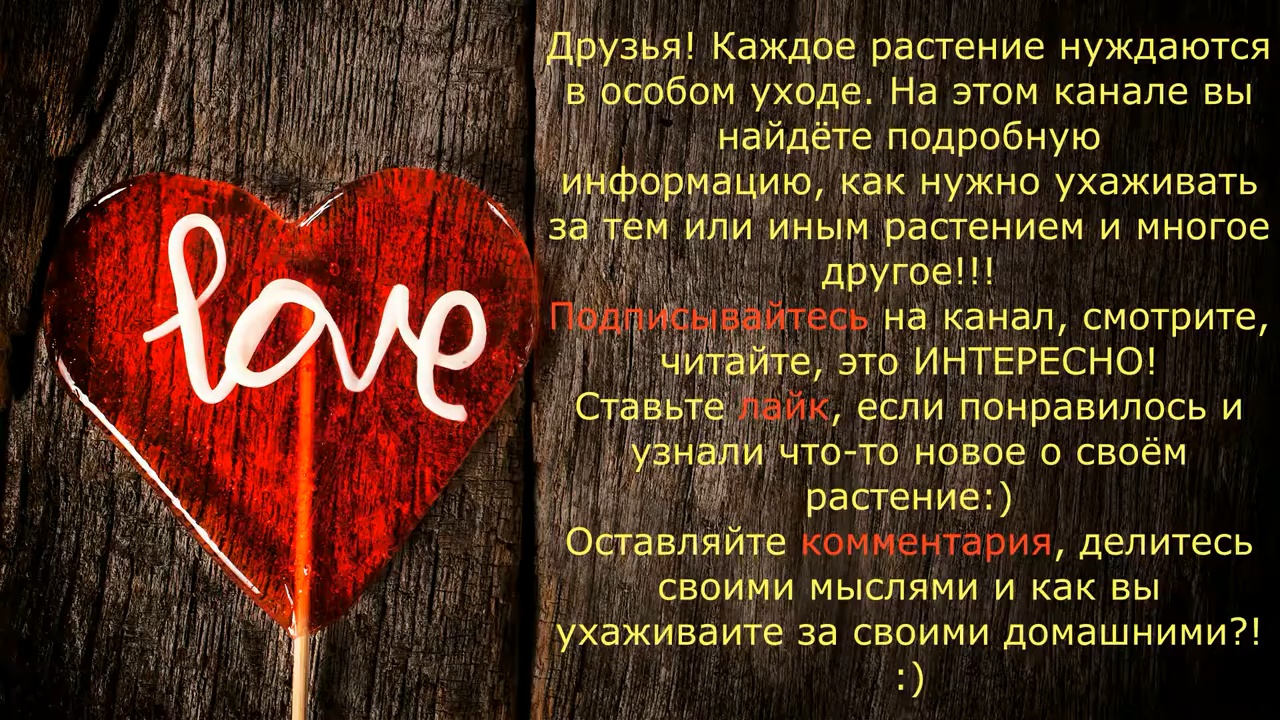 love
Друзья! Каждое растение нуждаются
в особом уходе. На этом канале вы
найдёте подробную
информацию, как нужно ухаживать
за тем или иным растением и многое
другое!!!
Подписывайтесь на канал, смотрите,
читайте, это ИНТЕРЕСНО!
Ставьте лайк, если понравилось и
узнали что-то новое о своём
растение:)
Оставляйте комментария, делитесь
своими мыслями и как вы
ухаживаите за своими домашними?!
:)